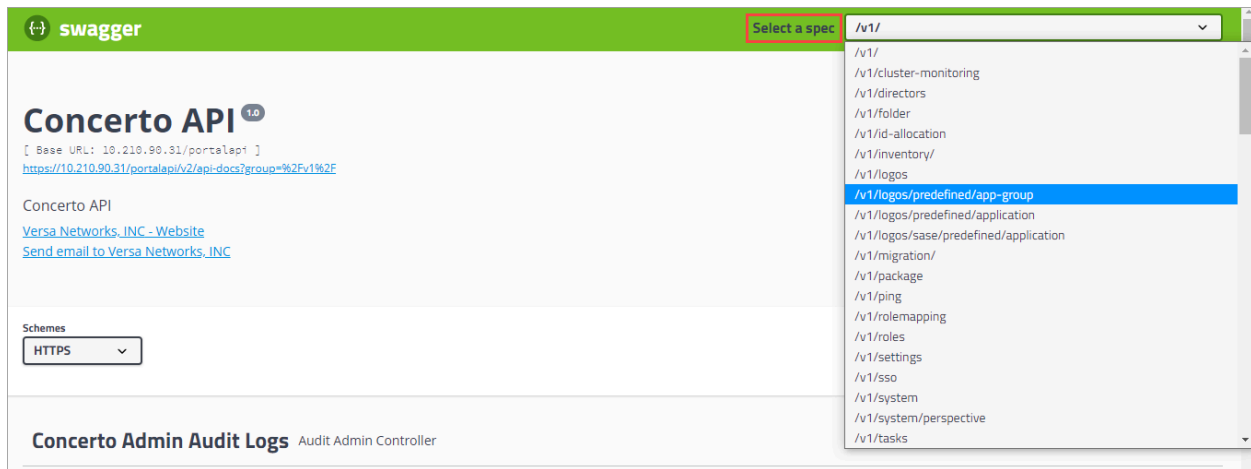 {··} swagger
Select a spec
/v1/
/v1/
/v1/cluster-monitoring
/v1/directors
/v1/folder
/v1/id-allocation
/v1/inventory/
/v1/logos
/v1/logos/predefined/app-group
/v1/logos/predefined/application
/v1/logos/sase/predefined/application
/v1/migration/
/v1/package
/v1/ping
/v1/rolemapping
/v1/roles
/v1/settings
/v1/sso
/v1/system
/v1/system/perspective
/v1/tasks
Concerto API 1.0
[ Base URL: 10.210.90.31/portalapi ]
https://10.210.90.31/portalapi/v2/api-docs?group=%2Fv1%2F
Concerto API
Versa Networks, INC - Website
Send email to Versa Networks, INC
Schemes
HTTPS
Concerto Admin Audit Logs Audit Admin Controller